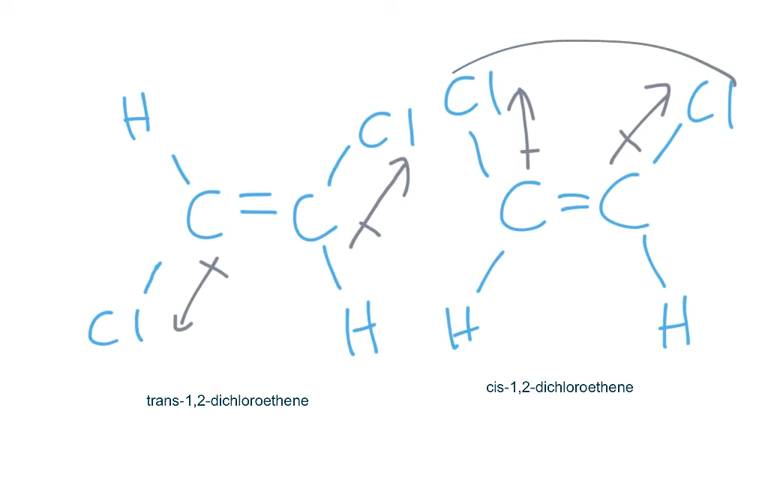 H
Cl
C = C
Cl
H
trans-1,2-dichloroethene
Cl
Cl
C = C
H
H
cis-1,2-dichloroethene